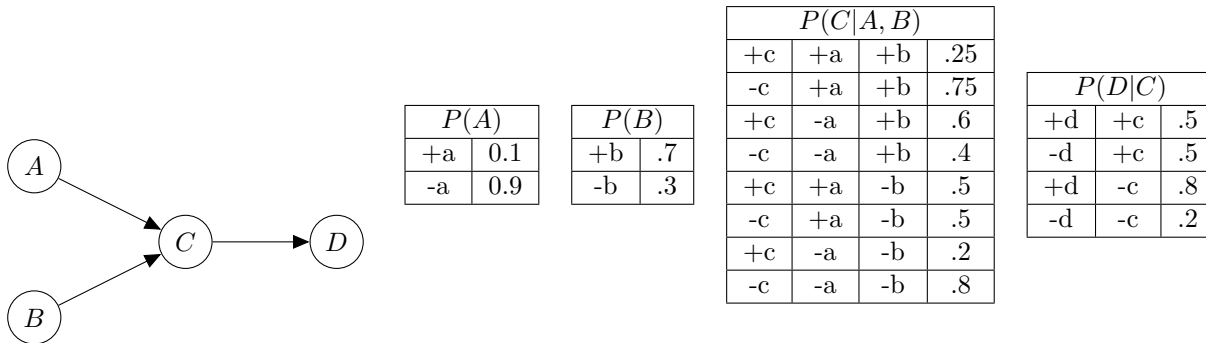 A
B
C
D
P(A)
+a 0.1
-a 0.9
P(B)
+b .7
-b .3
P(C|A, B)
+c +a +b .25
-c +a +b .75
+c -a +b .6
-c -a +b .4
+c +a -b .5
-c +a -b .5
+c -a -b .2
-c -a -b .8
P(D|C)
+d +c .5
-d +c .5
+d -c .8
-d -c .2